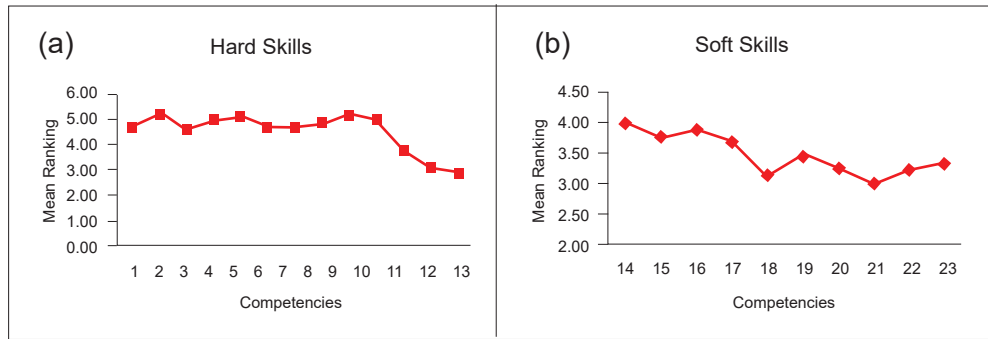 (a)
Hard Skills
Mean Ranking
6.00
5.00
4.00
3.00
2.00
1.00
0.00
1 2 3 4 5 6 7 8 9 10 11 12 13
Competencies
(b)
Soft Skills
Mean Ranking
4.50
4.00
3.50
3.00
2.50
2.00
14 15 16 17 18 19 20 21 22 23
Competencies